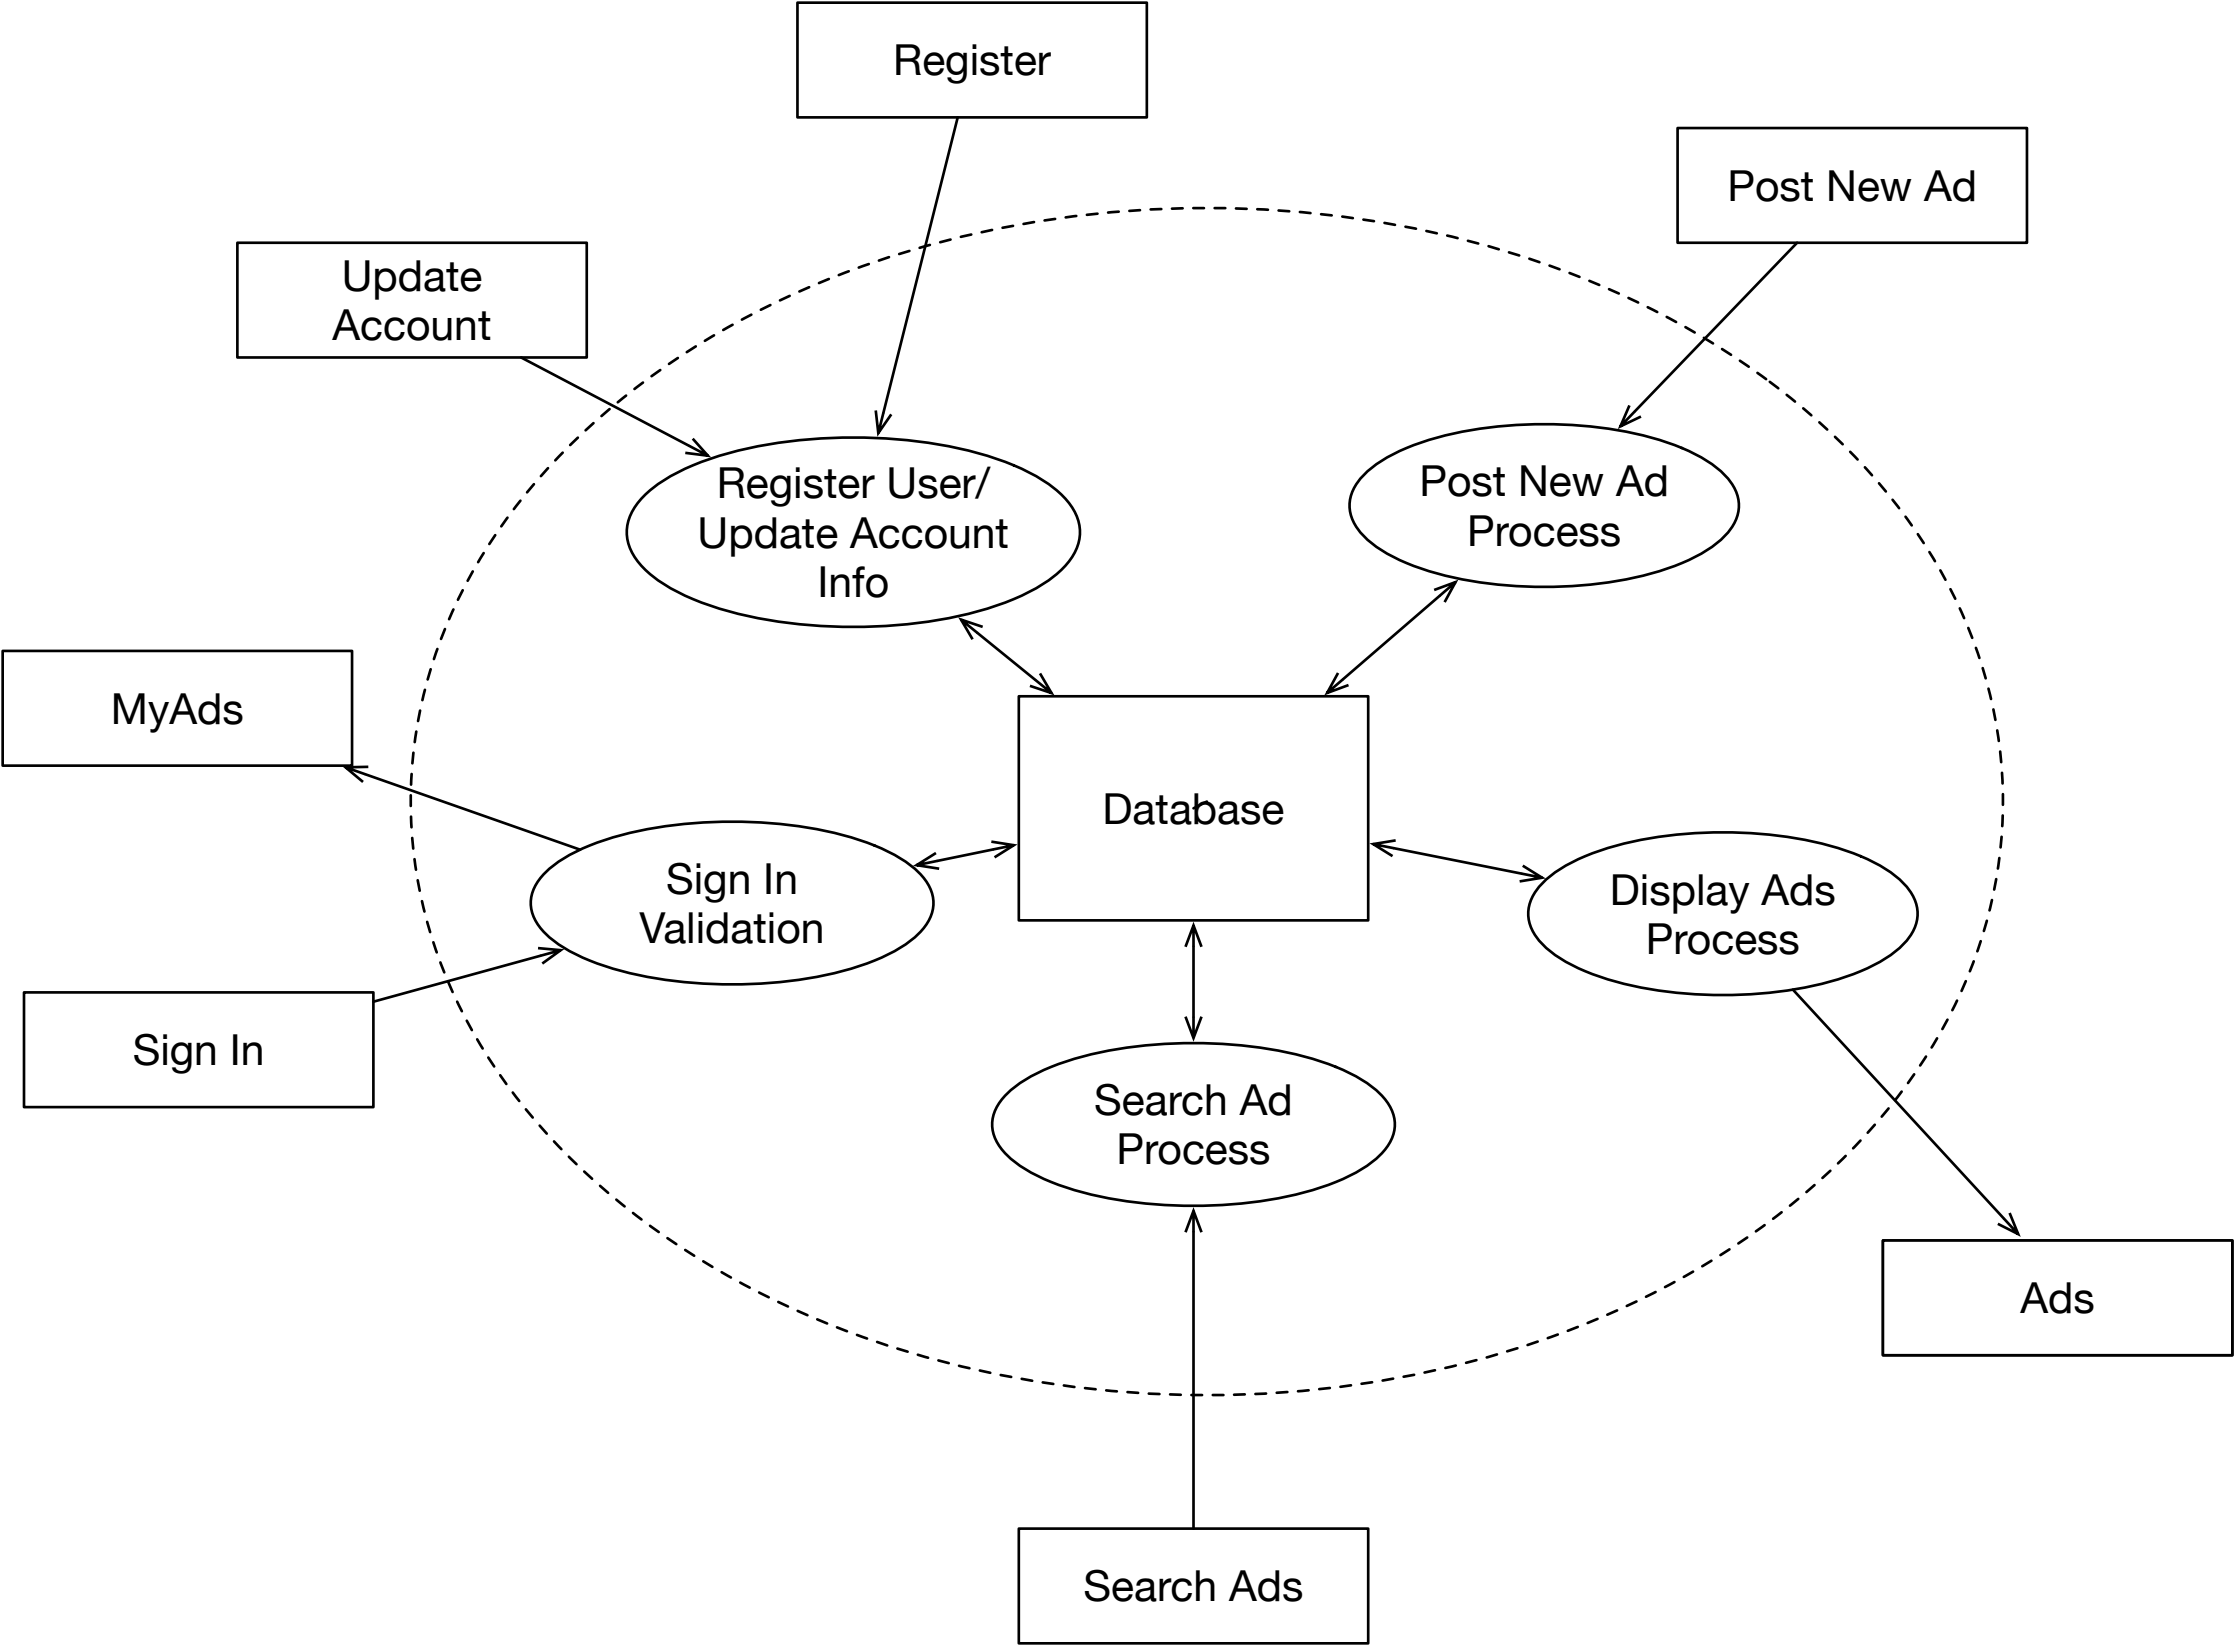 Register
Post New Ad
Update
Account
Register User/
Update Account
Info
Post New Ad
Process
MyAds
Database
Sign In
Validation
Display Ads
Process
Sign In
Search Ad
Process
Ads
Search Ads